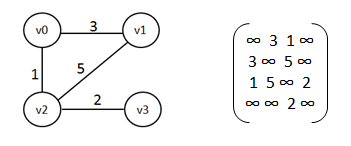 v0 3 v1
1 5
v2 2 v3
∞ 3 1 ∞
3 ∞ 5 ∞
1 5 ∞ 2
∞ ∞ 2 ∞